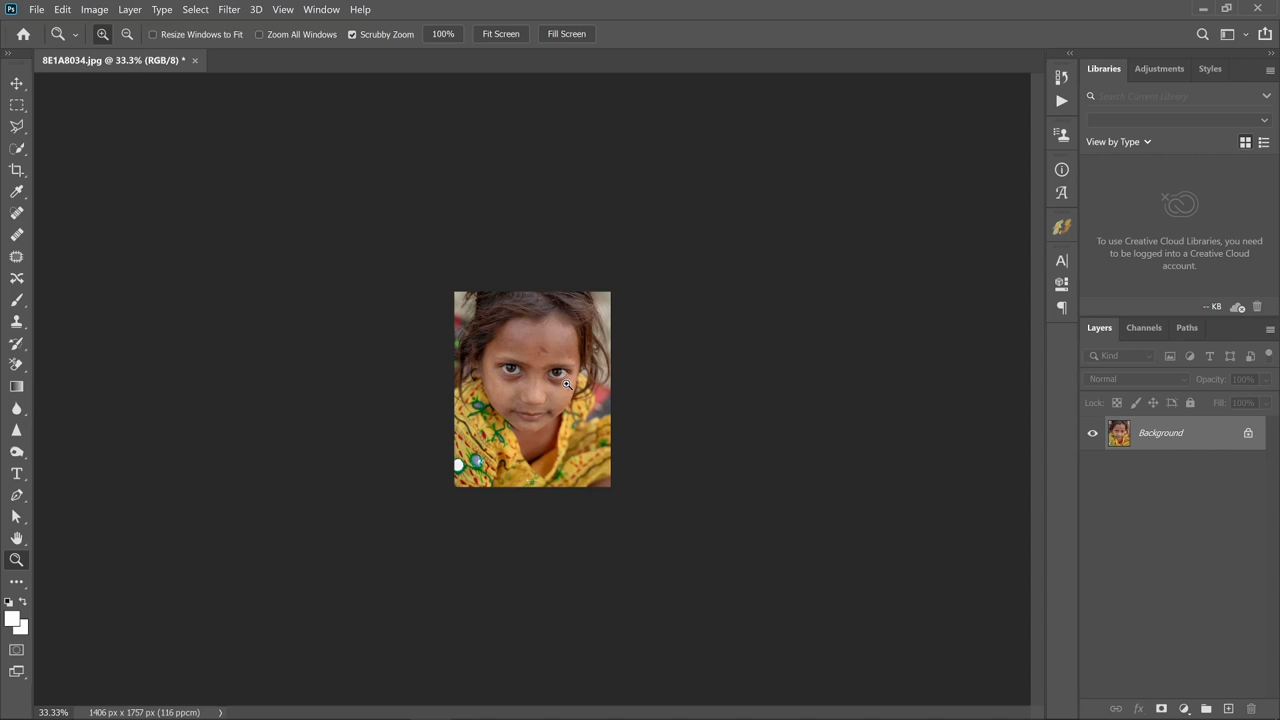 Ps File Edit Image Layer Type Select Filter 3D View Window Help
Resize Windows to Fit Zoom All Windows Scrubby Zoom 100% Fit Screen Fill Screen
8E1A8034.jpg @ 33.3% (RGB/8) * ×
Libraries Adjustments Styles
Search Current Library
View by Type
To use Creative Cloud Libraries, you need
to be logged into a Creative Cloud
account.
-- KB
Layers Channels Paths
Kind
Normal Opacity: 100%
Lock: Fill: 100%
Background
33.33% 1406 px x 1757 px (116 ppcm)